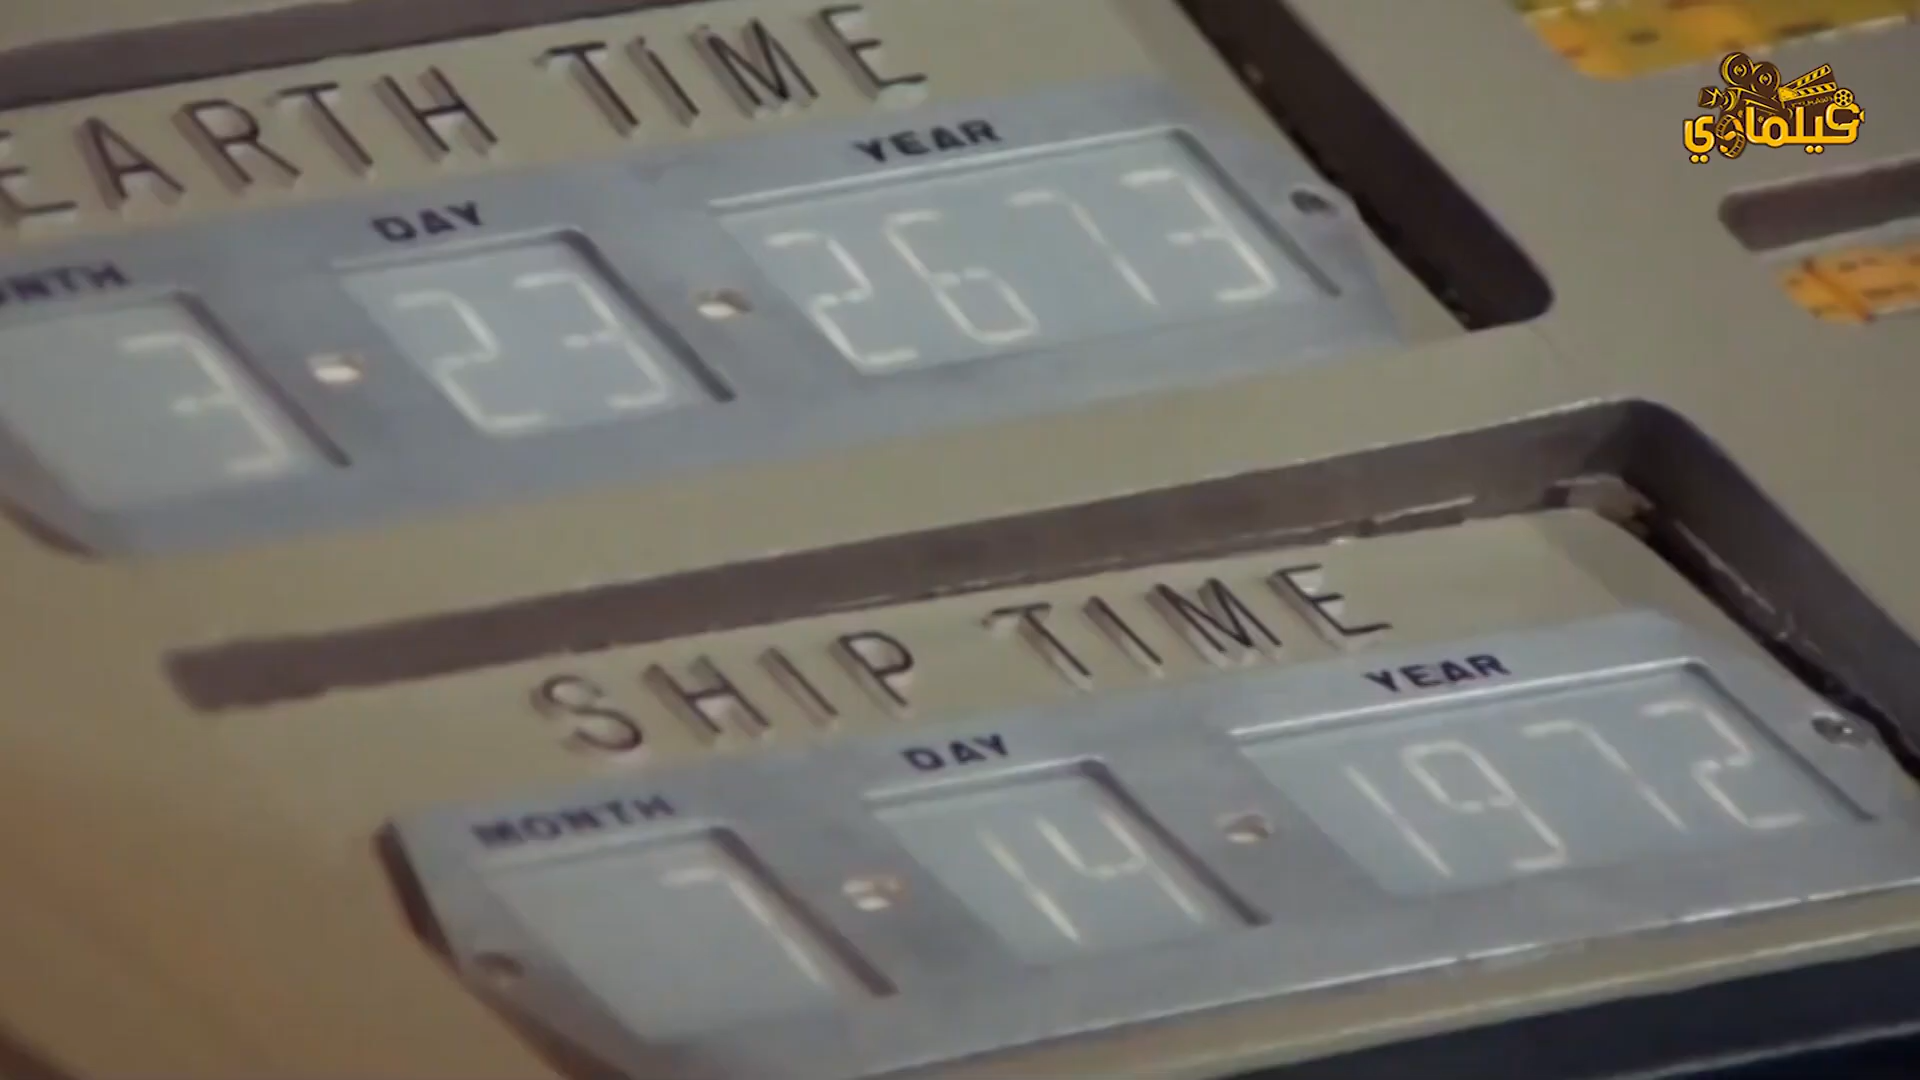 EARTH TIME
MONTH DAY YEAR
3 23 2673
SHIP TIME
MONTH DAY YEAR
7 14 1972
فيلماوي